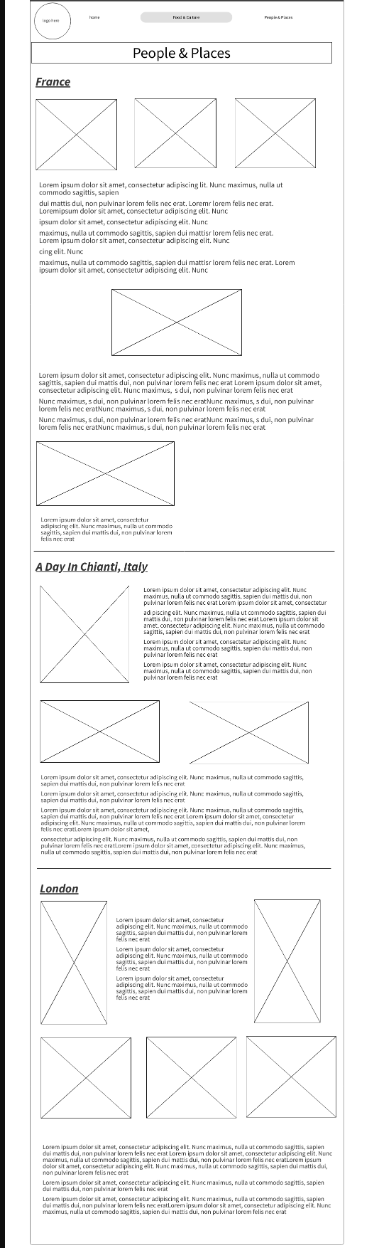 logo here
home
Food & Culture
People & Places
People & Places
France
Lorem ipsum dolor sit amet, consectetur adipiscing lit. Nunc maximus, nulla ut
commodo sagittis, sapien
dui mattis dui, non pulvinar lorem felis nec erat. Loremr lorem felis nec erat.
Loremipsum dolor sit amet, consectetur adipiscing elit. Nunc
ipsum dolor sit amet, consectetur adipiscing elit. Nunc
maximus, nulla ut commodo sagittis, sapien dui mattisr lorem felis nec erat.
Lorem ipsum dolor sit amet, consectetur adipiscing elit. Nunc
cing elit. Nunc
maximus, nulla ut commodo sagittis, sapien dui mattisr lorem felis nec erat. Lorem
ipsum dolor sit amet, consectetur adipiscing elit. Nunc
Lorem ipsum dolor sit amet, consectetur adipiscing elit. Nunc maximus, nulla ut commodo
sagittis, sapien dui mattis dui, non pulvinar lorem felis nec erat Lorem ipsum dolor sit amet,
consectetur adipiscing elit. Nunc maximus, s dui, non pulvinar lorem felis nec erat
Nunc maximus, s dui, non pulvinar lorem felis nec eratNunc maximus, s dui, non pulvinar
lorem felis nec eratNunc maximus, s dui, non pulvinar lorem felis nec erat
Nunc maximus, s dui, non pulvinar lorem felis nec eratNunc maximus, s dui, non pulvinar
lorem felis nec eratNunc maximus, s dui, non pulvinar lorem felis nec erat
Lorem ipsum dolor sit amet, consectetur
adipiscing elit. Nunc maximus, nulla ut commodo
sagittis, sapien dui mattis dui, non pulvinar lorem
felis nec erat
A Day In Chianti, Italy
Lorem ipsum dolor sit amet, consectetur adipiscing elit. Nunc
maximus, nulla ut commodo sagittis, sapien dui mattis dui, non
pulvinar lorem felis nec erat Lorem ipsum dolor sit amet, consectetur
adipiscing elit. Nunc maximus, nulla ut commodo sagittis, sapien dui
mattis dui, non pulvinar lorem felis nec erat Lorem ipsum dolor sit
amet, consectetur adipiscing elit. Nunc maximus, nulla ut commodo
sagittis, sapien dui mattis dui, non pulvinar lorem felis nec erat
Lorem ipsum dolor sit amet, consectetur adipiscing elit. Nunc
maximus, nulla ut commodo sagittis, sapien dui mattis dui, non
pulvinar lorem felis nec erat
Lorem ipsum dolor sit amet, consectetur adipiscing elit. Nunc
maximus, nulla ut commodo sagittis, sapien dui mattis dui, non
pulvinar lorem felis nec erat
Lorem ipsum dolor sit amet, consectetur adipiscing elit. Nunc maximus, nulla ut commodo sagittis,
sapien dui mattis dui, non pulvinar lorem felis nec erat
Lorem ipsum dolor sit amet, consectetur adipiscing elit. Nunc maximus, nulla ut commodo sagittis,
sapien dui mattis dui, non pulvinar lorem felis nec erat
Lorem ipsum dolor sit amet, consectetur adipiscing elit. Nunc maximus, nulla ut commodo
sagittis, sapien dui mattis dui, non pulvinar lorem felis nec eratLorem ipsum dolor sit amet,
consectetur adipiscing elit. Nunc maximus, nulla ut commodo sagittis, sapien dui mattis dui, non pulvinar lorem
felis nec eratLorem ipsum dolor sit amet,
consectetur adipiscing elit. Nunc maximus, nulla ut commodo sagittis, sapien dui mattis dui, non
pulvinar lorem felis nec eratLorem ipsum dolor sit amet, consectetur adipiscing elit. Nunc maximus,
nulla ut commodo sagittis, sapien dui mattis dui, non pulvinar lorem felis nec erat
London
Lorem ipsum dolor sit amet, consectetur
adipiscing elit. Nunc maximus, nulla ut commodo
sagittis, sapien dui mattis dui, non pulvinar lorem
felis nec erat
Lorem ipsum dolor sit amet, consectetur
adipiscing elit. Nunc maximus, nulla ut commodo
sagittis, sapien dui mattis dui, non pulvinar lorem
felis nec erat
Lorem ipsum dolor sit amet, consectetur
adipiscing elit. Nunc maximus, nulla ut commodo
sagittis, sapien dui mattis dui, non pulvinar lorem
felis nec erat
Lorem ipsum dolor sit amet, consectetur adipiscing elit. Nunc maximus, nulla ut commodo sagittis, sapien
dui mattis dui, non pulvinar lorem felis nec erat Lorem ipsum dolor sit amet, consectetur adipiscing elit. Nunc
maximus, nulla ut commodo sagittis, sapien dui mattis dui, non pulvinar lorem felis nec eratLorem ipsum
dolor sit amet, consectetur adipiscing elit. Nunc maximus, nulla ut commodo sagittis, sapien dui mattis dui,
non pulvinar lorem felis nec erat
Lorem ipsum dolor sit amet, consectetur adipiscing elit. Nunc maximus, nulla ut commodo sagittis, sapien
dui mattis dui, non pulvinar lorem felis nec erat
Lorem ipsum dolor sit amet, consectetur adipiscing elit. Nunc maximus, nulla ut commodo sagittis, sapien
dui mattis dui, non pulvinar lorem felis nec eratLorem ipsum dolor sit amet, consectetur adipiscing elit. Nunc
maximus, nulla ut commodo sagittis, sapien dui mattis dui, non pulvinar lorem felis nec erat